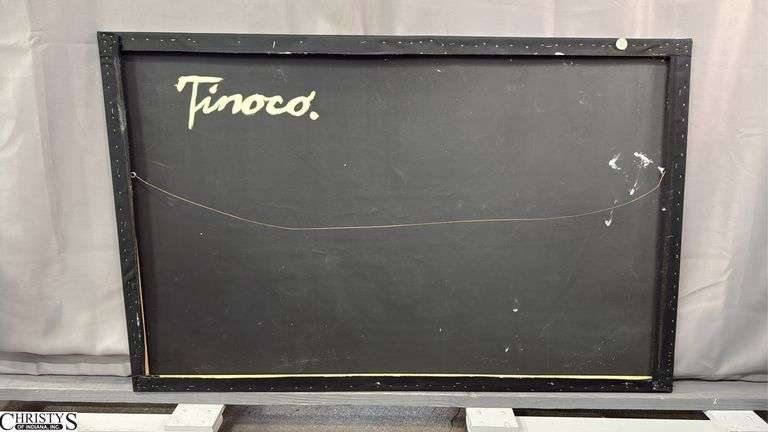 Tinoco.
CHRISTY'S
OF INDIANA, INC.